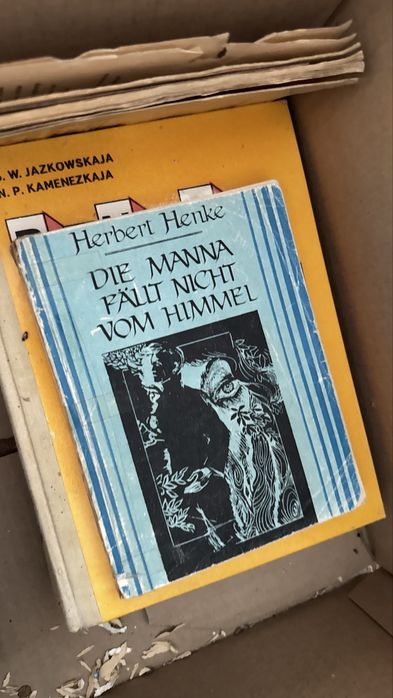 . W. JAZKOWSKAJA
N. P. KAMENEZKAJA
Herbert Henke
DIE MANNA
FÄLLT NICHT
VOM HIMMEL